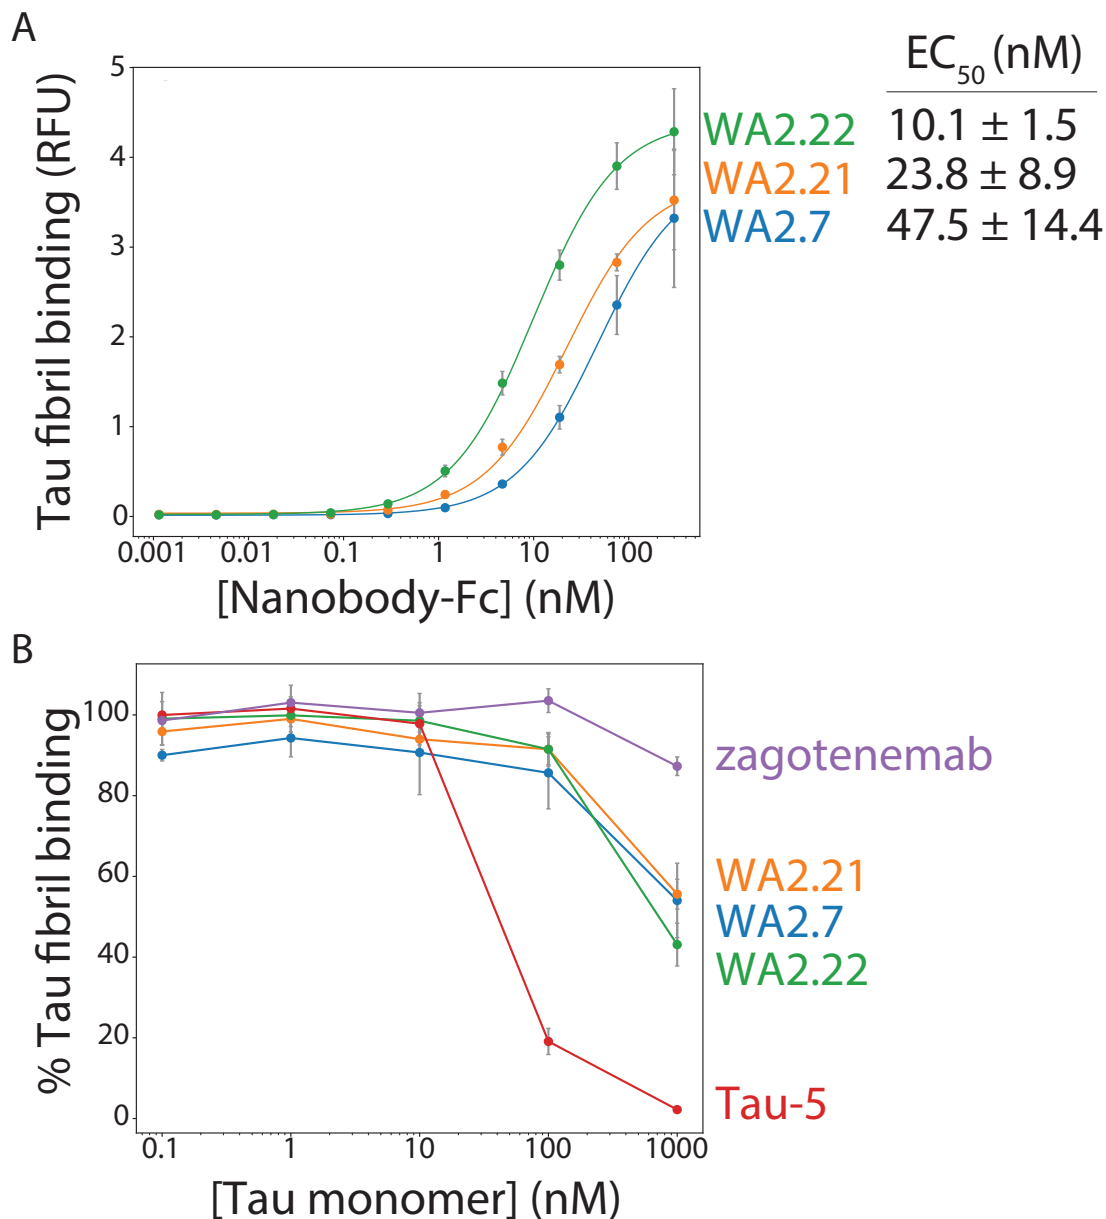 A
EC50 (nM)
5
4
3
2
1
0
Tau fibril binding (RFU)
WA2.22 10.1 ± 1.5
WA2.21 23.8 ± 8.9
WA2.7 47.5 ± 14.4
0.001 0.01 0.1 1 10 100
[Nanobody-Fc] (nM)
B
100
80
60
40
20
0
% Tau fibril binding
zagotenemab
WA2.21
WA2.7
WA2.22
Tau-5
0.1 1 10 100 1000
[Tau monomer] (nM)